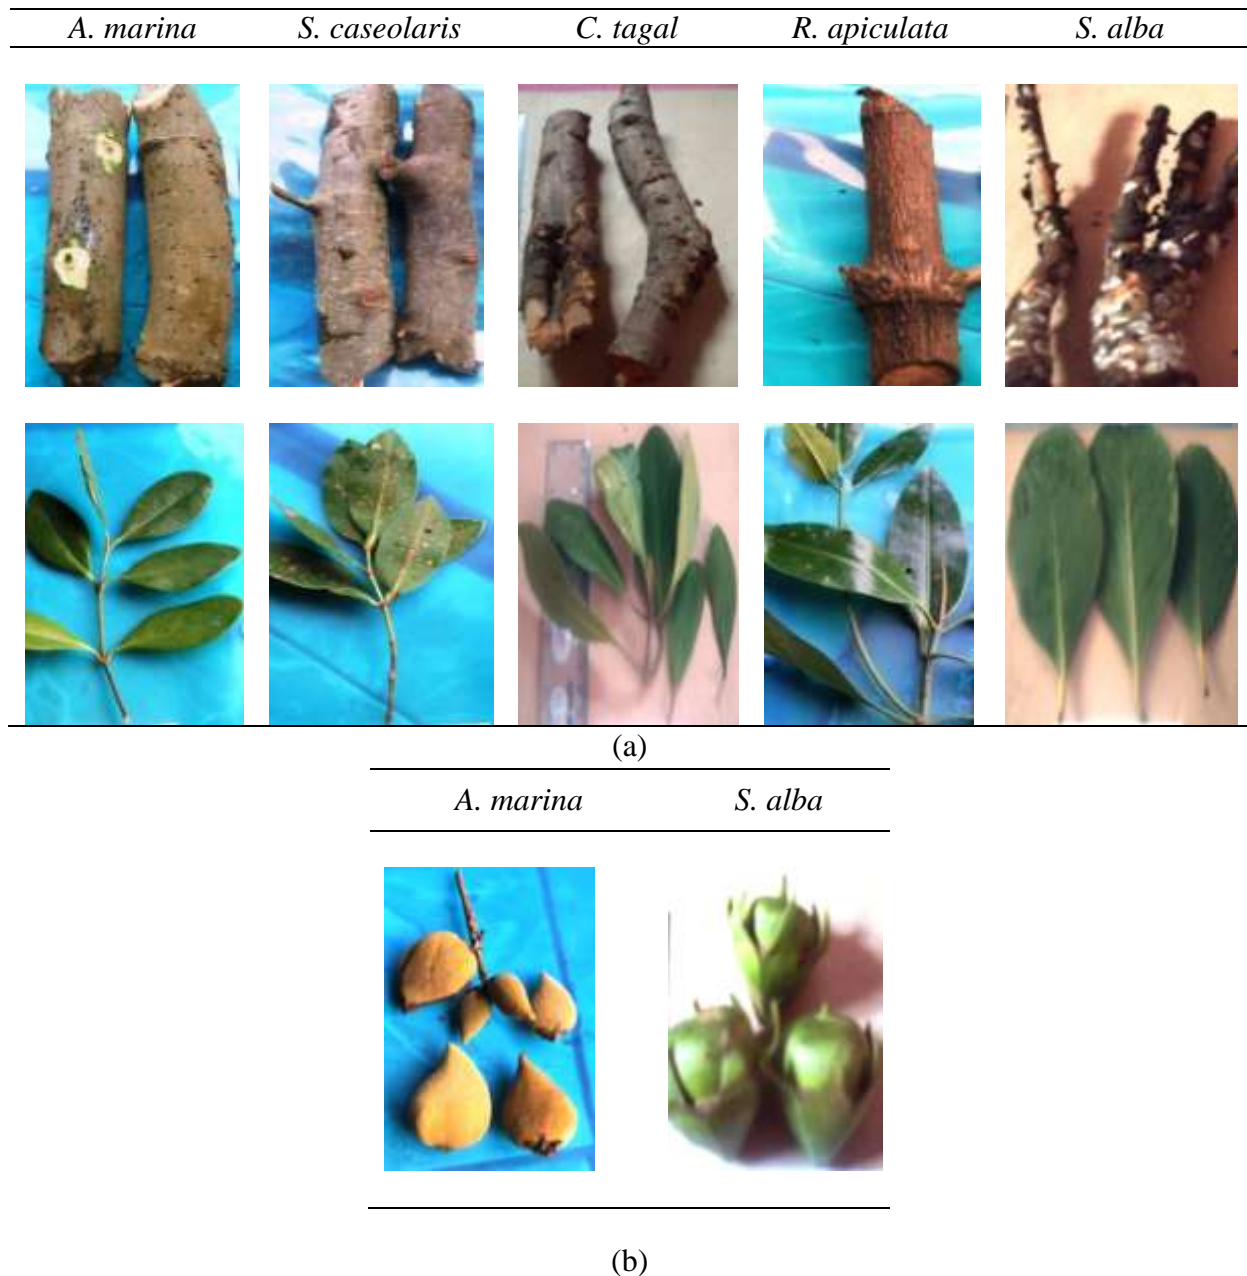 A. marina S. caseolaris C. tagal R. apiculata S. alba
(a)
A. marina S. alba
(b)